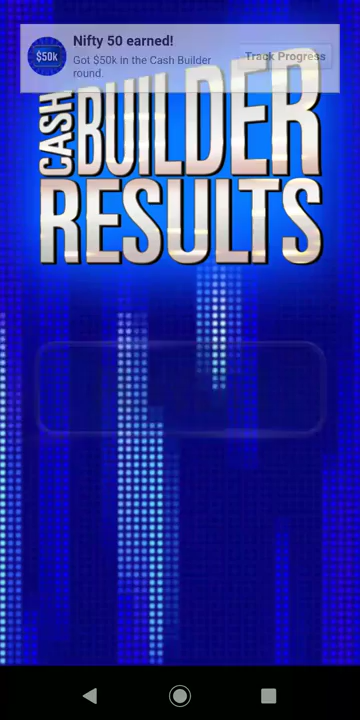 Nifty 50 earned!
$50k
Got $50k in the Cash Builder
round.
Track Progress
CASH
BUILDER
RESULTS